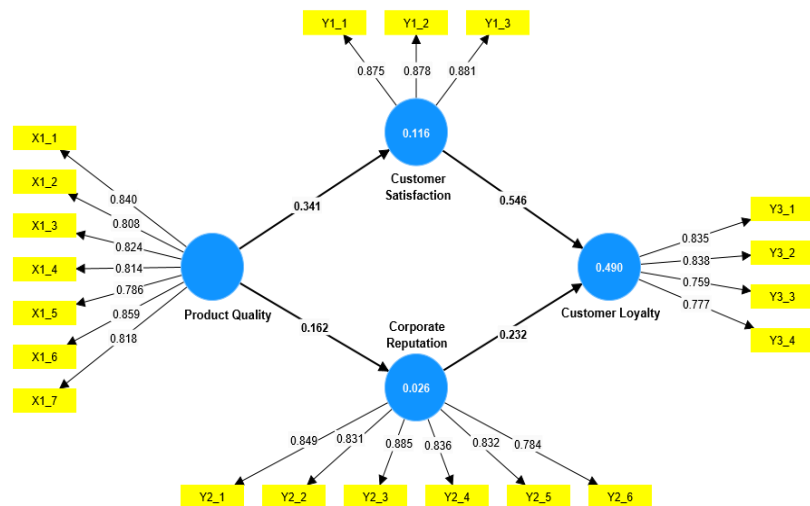 Y1_1
Y1_2
Y1_3
0.875
0.878
0.881
0.116
Customer
Satisfaction
X1_1
X1_2
X1_3
X1_4
X1_5
X1_6
X1_7
0.840
0.808
0.824
0.814
0.786
0.859
0.818
Product Quality
0.341
0.162
0.546
0.232
0.490
Customer Loyalty
0.835
0.838
0.759
0.777
Y3_1
Y3_2
Y3_3
Y3_4
Corporate
Reputation
0.026
0.849
0.831
0.885
0.836
0.832
0.784
Y2_1
Y2_2
Y2_3
Y2_4
Y2_5
Y2_6